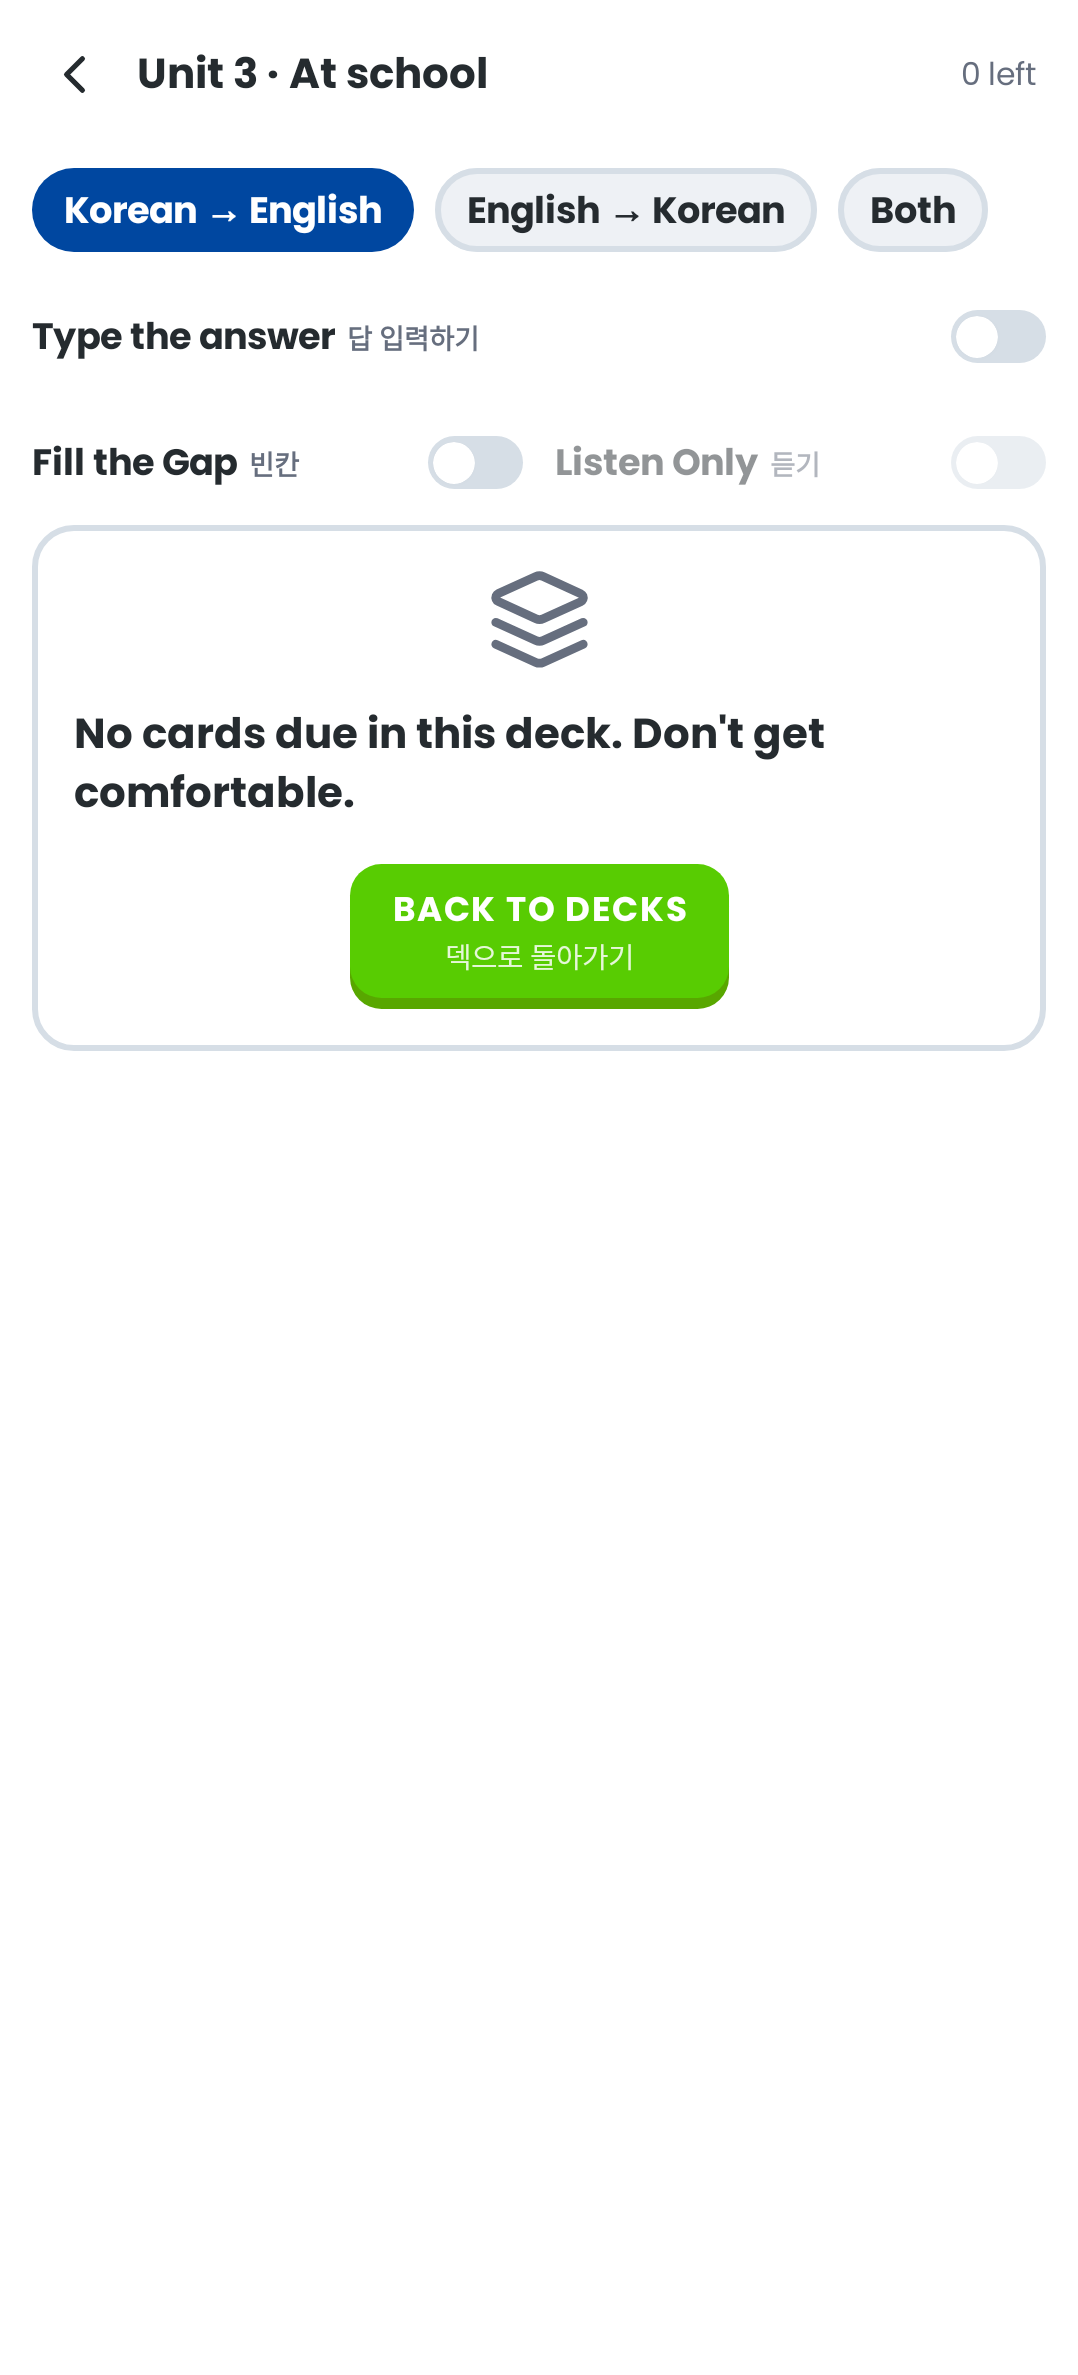 Unit 3 · At school
0 left
Korean → English
English → Korean
Both
Type the answer 답 입력하기
Fill the Gap 빈칸
Listen Only 듣기
No cards due in this deck. Don't get
comfortable.
BACK TO DECKS
덱으로 돌아가기